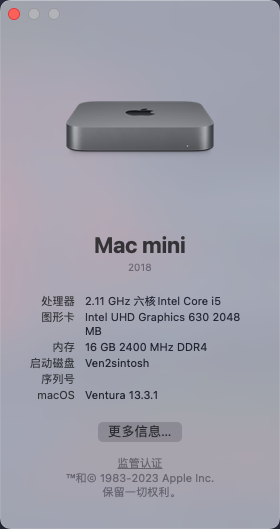 Mac mini
2018
处理器 2.11 GHz 六核Intel Core i5
图形卡 Intel UHD Graphics 630 2048
MB
内存 16 GB 2400 MHz DDR4
启动磁盘 Ven2sintosh
序列号
macOS Ventura 13.3.1
更多信息...
监管认证
™和© 1983-2023 Apple Inc.
保留一切权利。